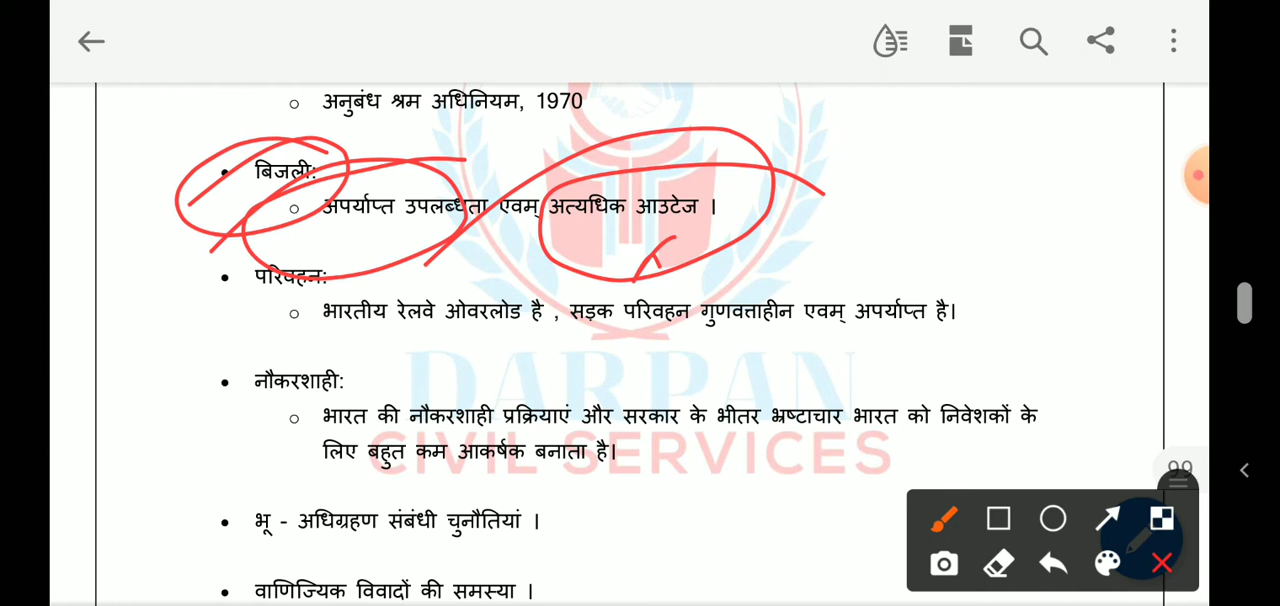 अनुबंध श्रम अधिनियम, 1970
बिजली:
अपर्याप्त उपलब्धता एवम् अत्यधिक आउटेज ।
परिवहन:
भारतीय रेलवे ओवरलोड है , सड़क परिवहन गुणवत्ताहीन एवम् अपर्याप्त है।
नौकरशाही:
भारत की नौकरशाही प्रक्रियाएं और सरकार के भीतर भ्रष्टाचार भारत को निवेशकों के
लिए बहुत कम आकर्षक बनाता है।
भू - अधिग्रहण संबंधी चुनौतियां ।
वाणिज्यिक विवादों की समस्या ।
DARPAN
CIVIL SERVICES